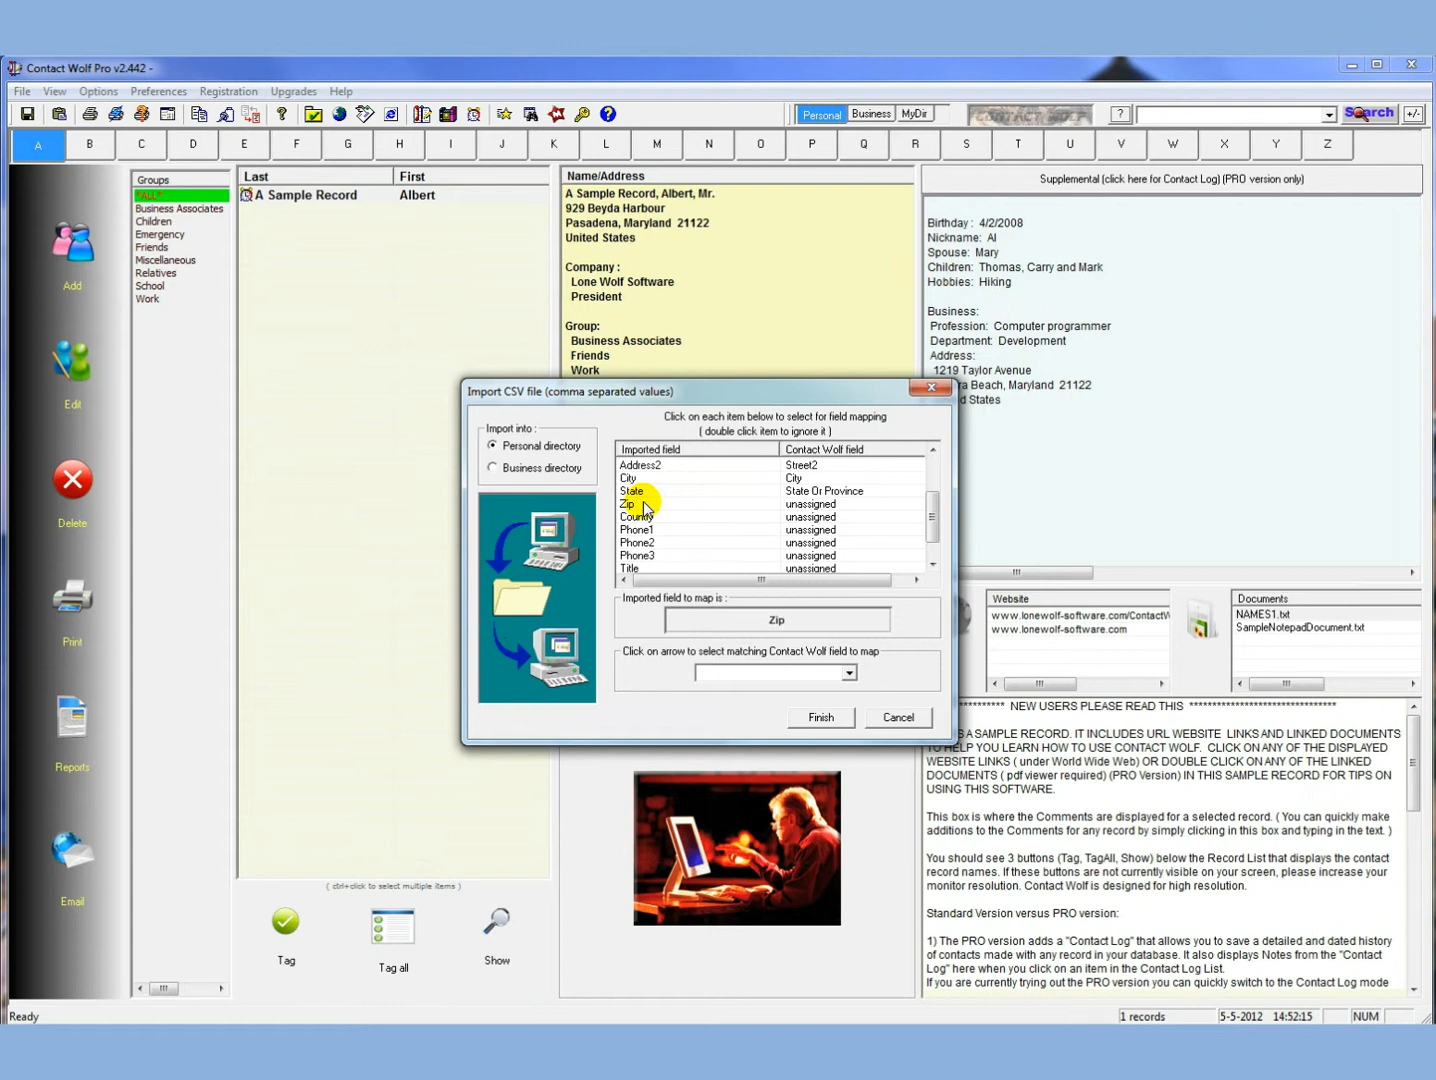 Contact Wolf Pro v2.442 -
File View Options Preferences Registration Upgrades Help
Personal Business MyDir CONTACT WOLF ? Search +/-
A B C D E F G H I J K L M N O P Q R S T U V W X Y Z
Groups
*ALL*
Business Associates
Children
Emergency
Friends
Miscellaneous
Relatives
School
Work
Add
Edit
Delete
Print
Reports
Email
Last First
A Sample Record Albert
( ctrl+click to select multiple items )
Tag Tag all Show
Name/Address
A Sample Record, Albert, Mr.
929 Beyda Harbour
Pasadena, Maryland 21122
United States
Company :
Lone Wolf Software
President
Group:
Business Associates
Friends
Work
Supplemental (click here for Contact Log) (PRO version only)
Birthday : 4/2/2008
Nickname: Al
Spouse: Mary
Children: Thomas, Carry and Mark
Hobbies: Hiking
Business:
Profession: Computer programmer
Department: Development
Address:
1219 Taylor Avenue
ra Beach, Maryland 21122
d States
Import CSV file (comma separated values)
Import into :
Personal directory
Business directory
Click on each item below to select for field mapping
( double click item to ignore it )
Imported field Contact Wolf field
Address2 Street2
City City
State State Or Province
Zip unassigned
Country unassigned
Phone1 unassigned
Phone2 unassigned
Phone3 unassigned
Title unassigned
Imported field to map is :
Zip
Click on arrow to select matching Contact Wolf field to map
Finish Cancel
Website
www.lonewolf-software.com/ContactW
www.lonewolf-software.com
Documents
NAMES1.txt
SampleNotepadDocument.txt
********** NEW USERS PLEASE READ THIS ********************************
S A SAMPLE RECORD. IT INCLUDES URL WEBSITE LINKS AND LINKED DOCUMENTS
TO HELP YOU LEARN HOW TO USE CONTACT WOLF. CLICK ON ANY OF THE DISPLAYED
WEBSITE LINKS ( under World Wide Web) OR DOUBLE CLICK ON ANY OF THE LINKED
DOCUMENTS ( pdf viewer required) (PRO Version) IN THIS SAMPLE RECORD FOR TIPS ON
USING THIS SOFTWARE.
This box is where the Comments are displayed for a selected record. ( You can quickly make
additions to the Comments for any record by simply clicking in this box and typing in the text. )
You should see 3 buttons (Tag, TagAll, Show) below the Record List that displays the contact
record names. If these buttons are not currently visible on your screen, please increase your
monitor resolution. Contact Wolf is designed for high resolution.
Standard Version versus PRO version:
1) The PRO version adds a "Contact Log" that allows you to save a detailed and dated history
of contacts made with any record in your database. It also displays Notes from the "Contact
Log" here when you click on an item in the Contact Log List.
If you are currently trying out the PRO version you can quickly switch to the Contact Log mode
Ready 1 records 5-5-2012 14:52:15 NUM